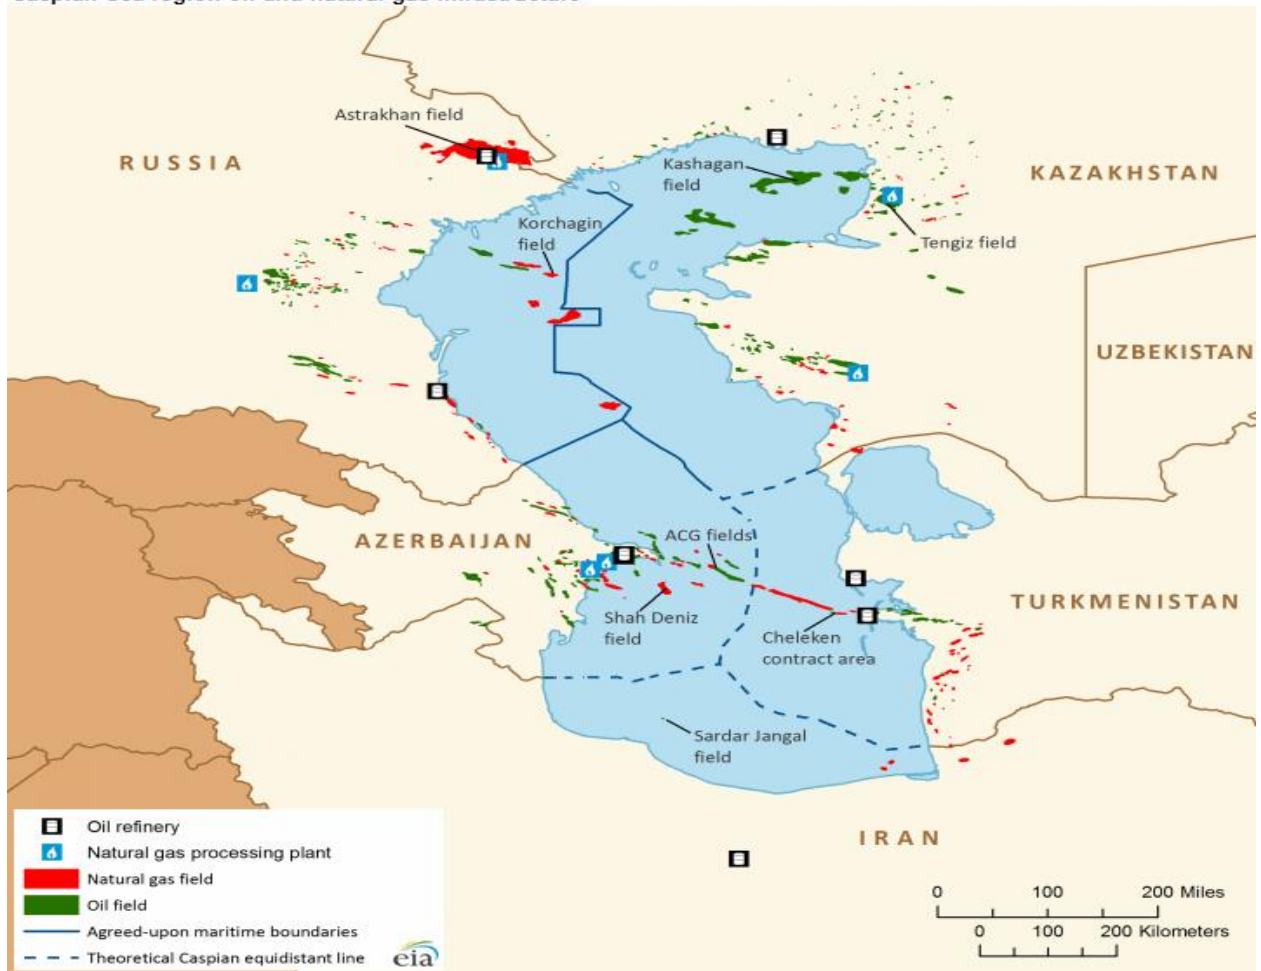 Astrakhan field
RUSSIA
Kashagan
field
KAZAKHSTAN
Korchagin
field
Tengiz field
UZBEKISTAN
ACG fields
AZERBAIJAN
TURKMENISTAN
Shah Deniz
field
Cheleken
contract area
Sardar Jangal
field
IRAN
Oil refinery
Natural gas processing plant
Natural gas field
Oil field
Agreed-upon maritime boundaries
Theoretical Caspian equidistant line
eia
0 100 200 Miles
0 100 200 Kilometers